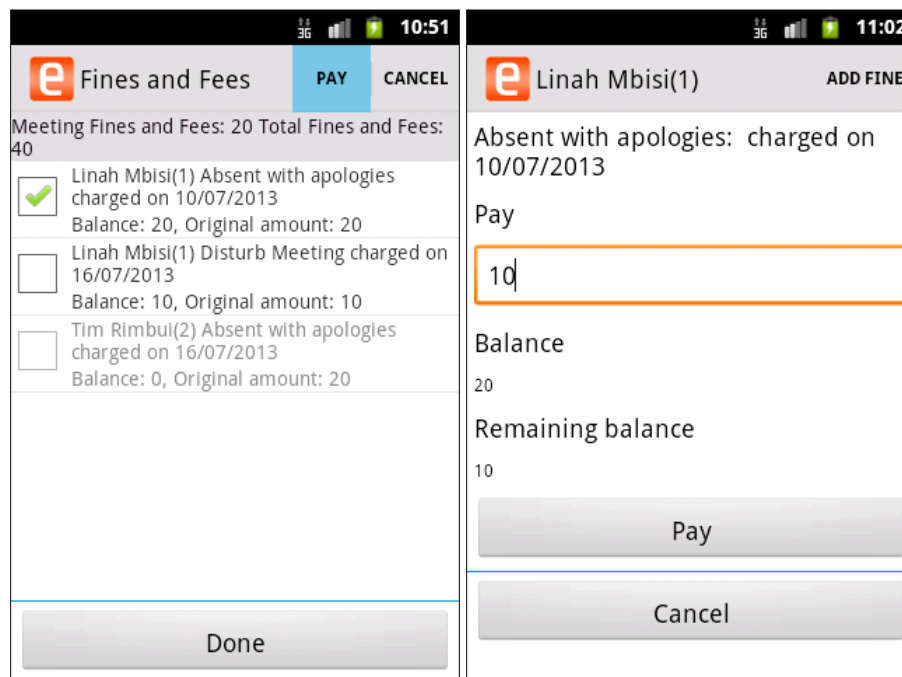 3G 10:51
e Fines and Fees PAY CANCEL
Meeting Fines and Fees: 20 Total Fines and Fees:
40
Linah Mbisi(1) Absent with apologies
charged on 10/07/2013
Balance: 20, Original amount: 20
Linah Mbisi(1) Disturb Meeting charged on
16/07/2013
Balance: 10, Original amount: 10
Tim Rimbui(2) Absent with apologies
charged on 16/07/2013
Balance: 0, Original amount: 20
Done
3G 11:02
e Linah Mbisi(1) ADD FINE
Absent with apologies: charged on
10/07/2013
Pay
10
Balance
20
Remaining balance
10
Pay
Cancel